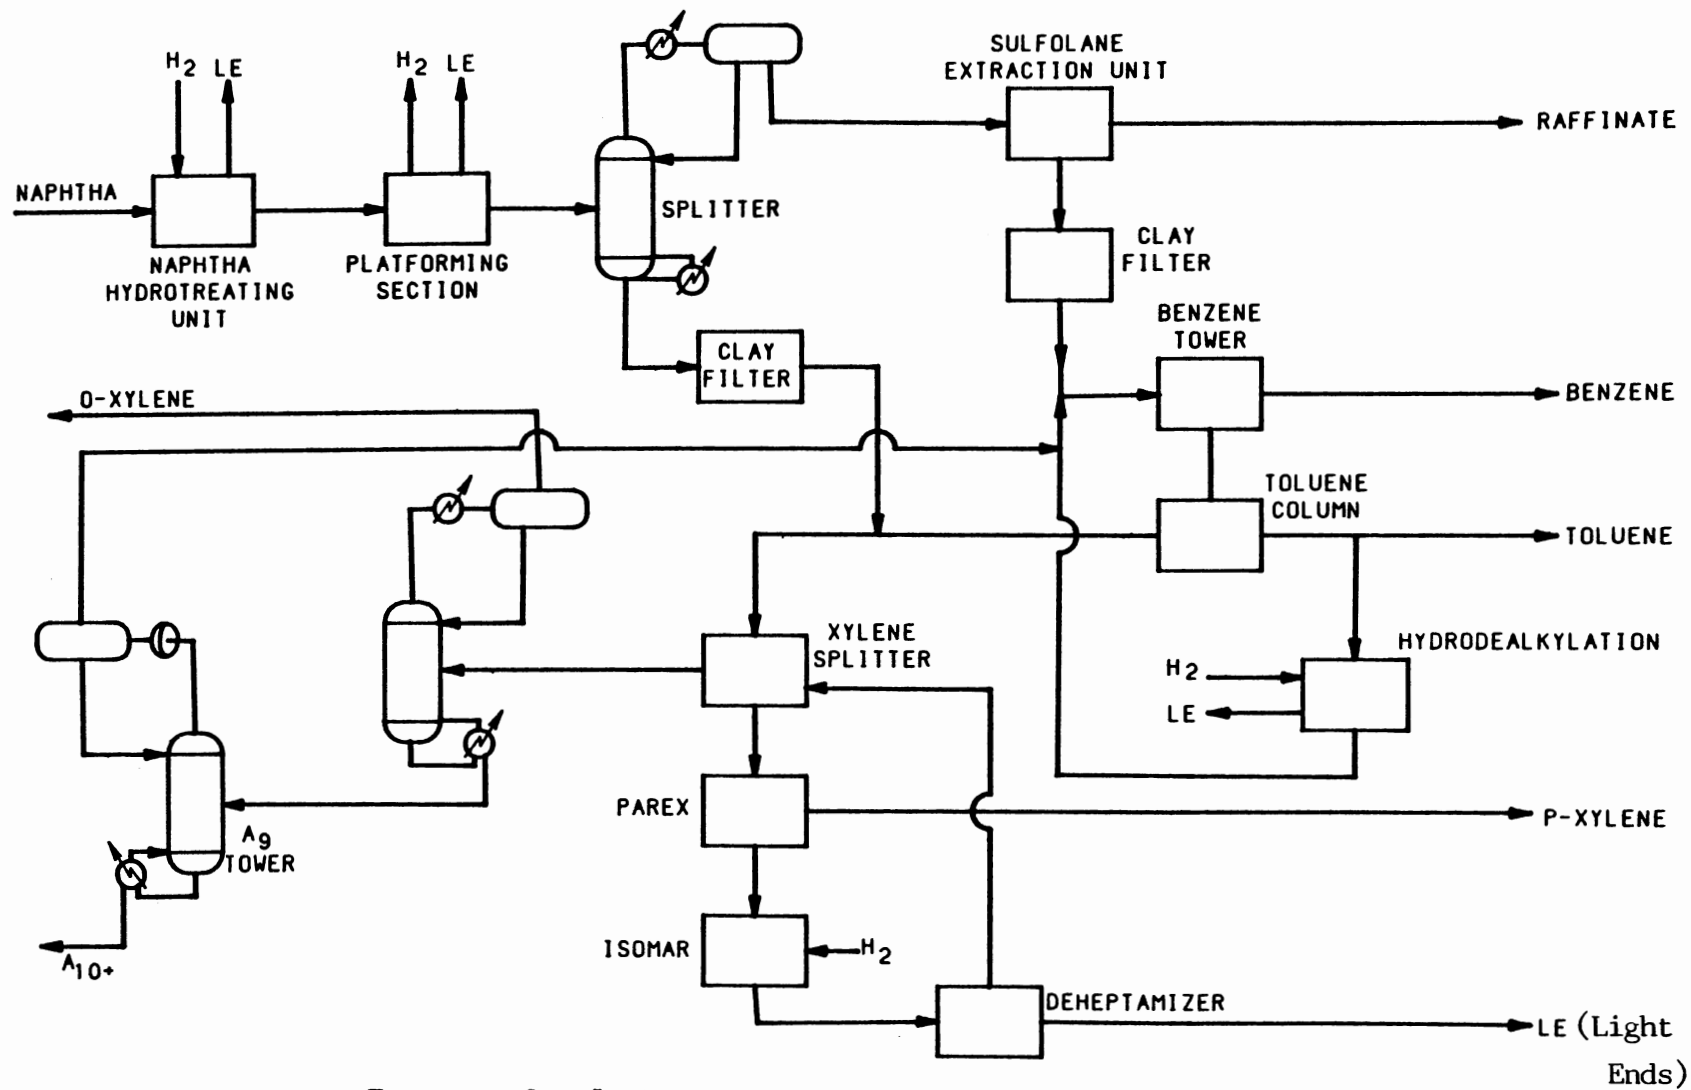 SULFOLANE
EXTRACTION UNIT
H2 LE
H2 LE
RAFFINATE
NAPHTHA
SPLITTER
NAPHTHA
HYDROTREATING
UNIT
PLATFORMING
SECTION
CLAY
FILTER
BENZENE
TOWER
CLAY
FILTER
O-XYLENE
BENZENE
TOLUENE
COLUMN
TOLUENE
XYLENE
SPLITTER
HYDRODEALKYLATION
H2
LE
PAREX
P-XYLENE
A9
TOWER
A10+
ISOMAR
H2
DEHEPTAMIZER
LE (Light
Ends)